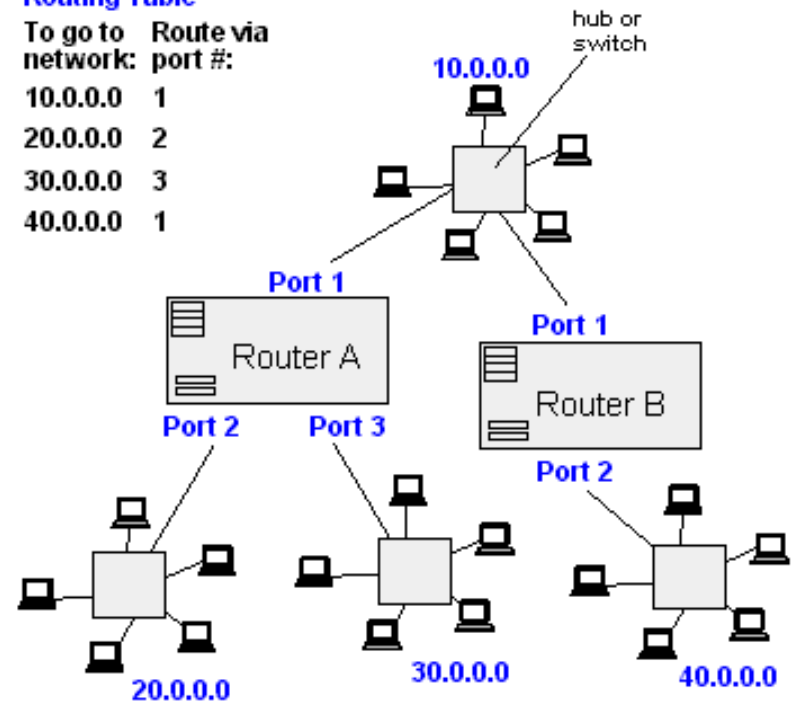 Routing Table
To go to Route via
network: port #:
10.0.0.0 1
20.0.0.0 2
30.0.0.0 3
40.0.0.0 1
hub or
switch
10.0.0.0
Port 1
Router A
Port 2 Port 3
Port 1
Router B
Port 2
20.0.0.0
30.0.0.0
40.0.0.0